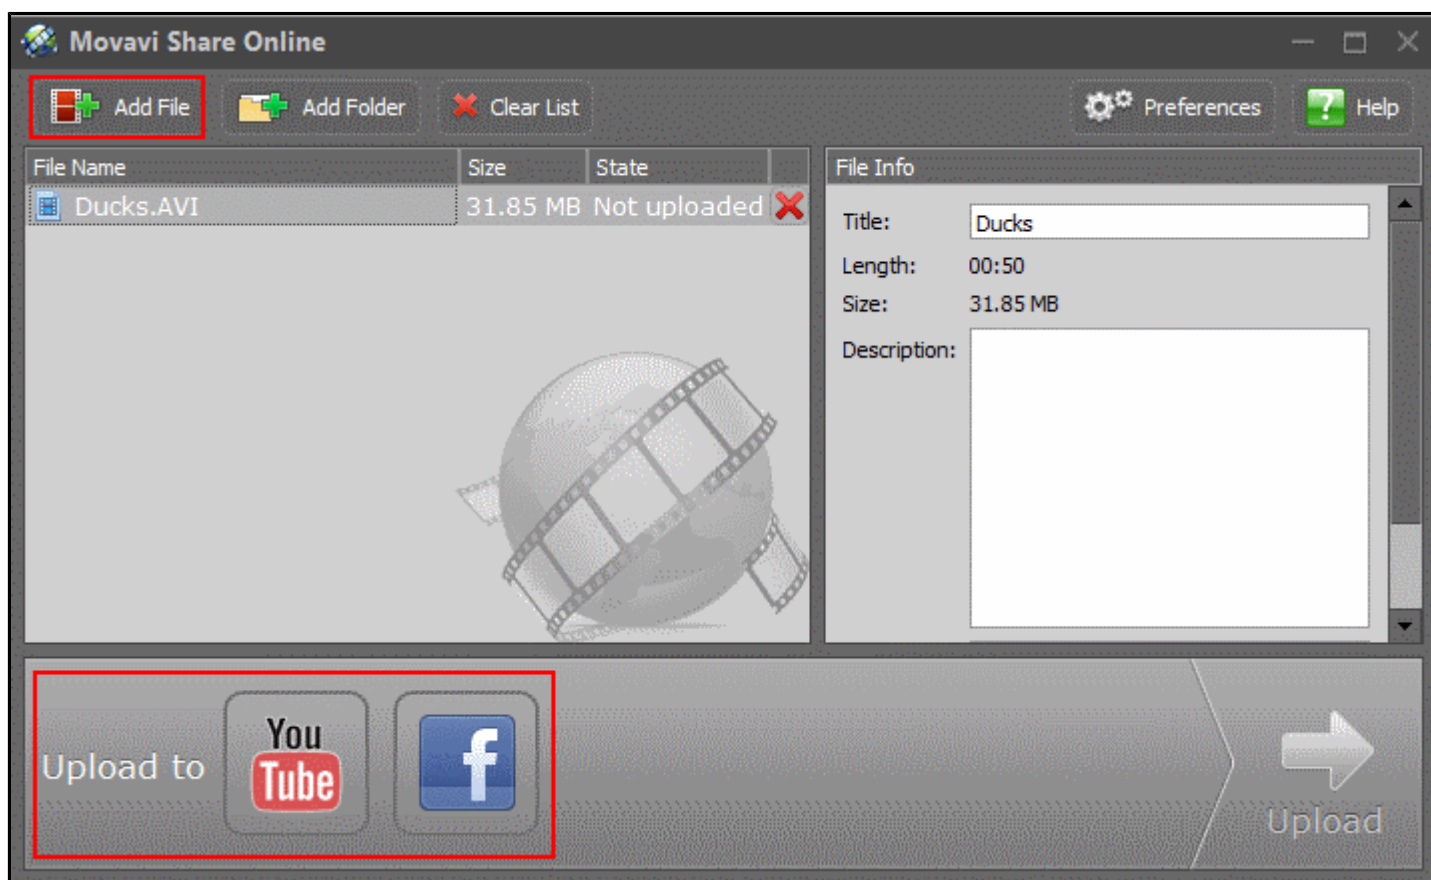 Movavi Share Online
Add File Add Folder Clear List Preferences ? Help
File Name Size State File Info
Ducks.AVI 31.85 MB Not uploaded
Title: Ducks
Length: 00:50
Size: 31.85 MB
Description:
Upload to You Tube f Upload